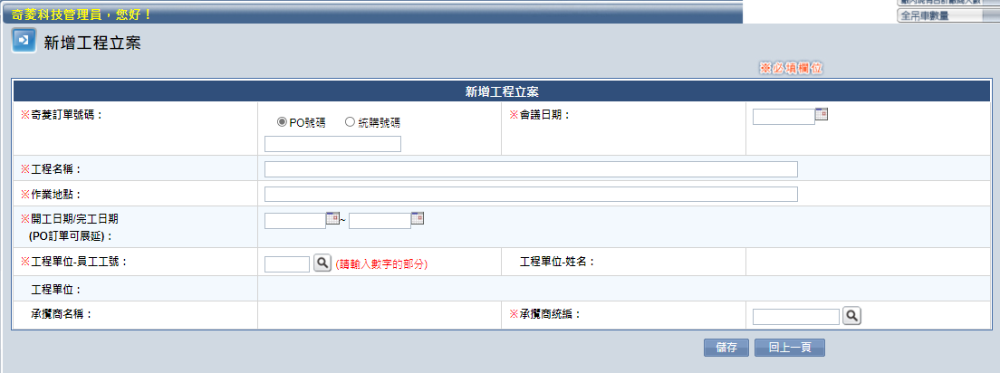 奇菱科技管理員，您好！
全吊車數量
新增工程立案
※必填欄位
新增工程立案
※奇菱訂單號碼：
PO號碼 統購號碼
※會議日期：
※工程名稱：
※作業地點：
※開工日期/完工日期
(PO訂單可展延)：
~
※工程單位-員工工號：
(請輸入數字的部分)
工程單位-姓名：
工程單位：
承攬商名稱：
※承攬商統編：
儲存 回上一頁